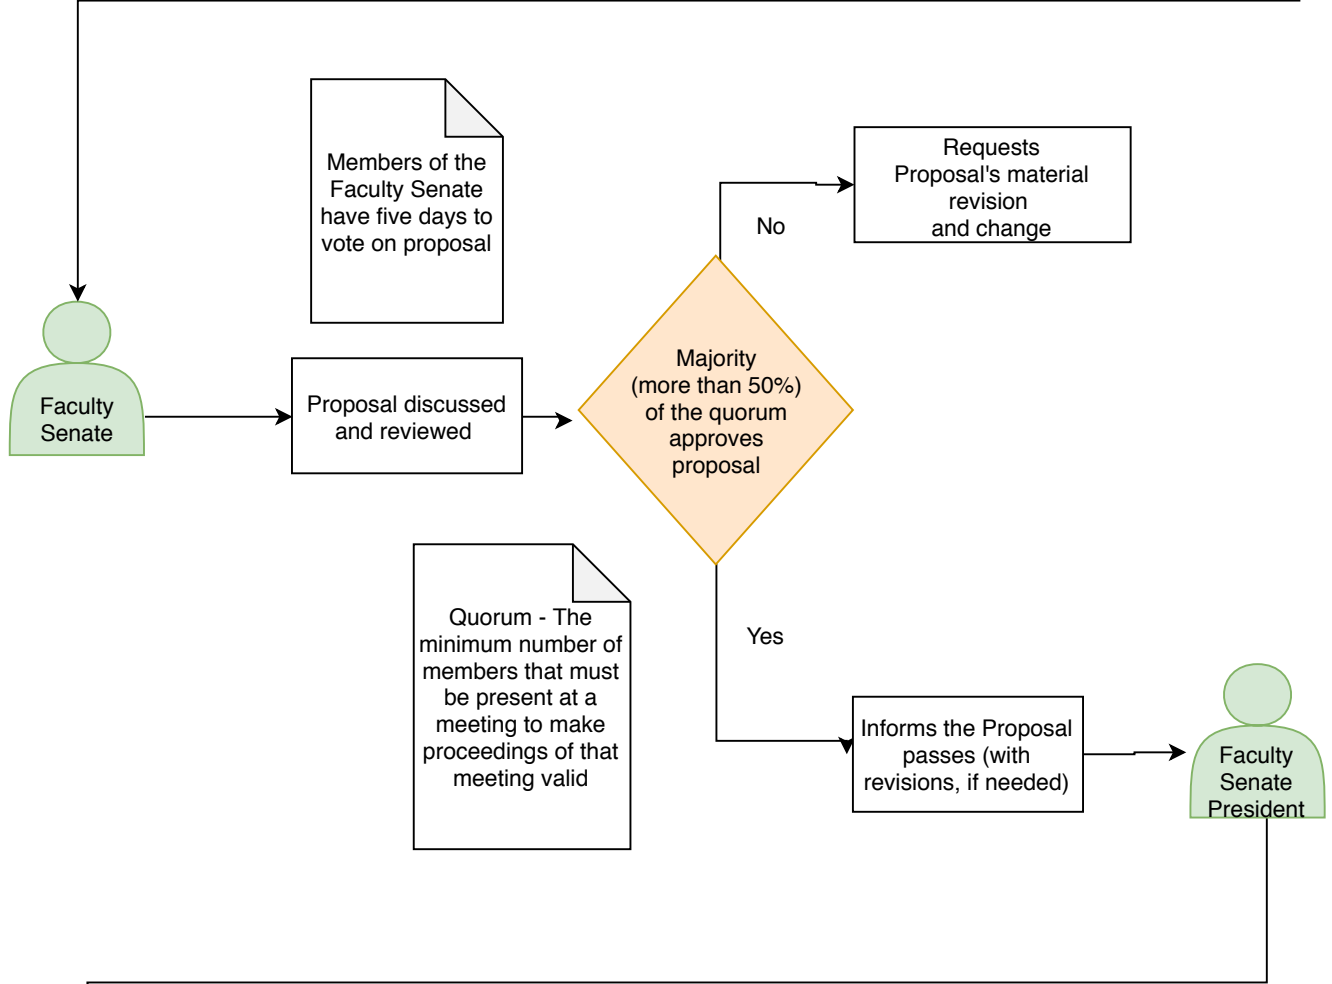 Members of the
Faculty Senate
have five days to
vote on proposal
Requests
Proposal's material
revision
and change
No
Faculty
Senate
Proposal discussed
and reviewed
Majority
(more than 50%)
of the quorum
approves
proposal
Quorum - The
minimum number of
members that must
be present at a
meeting to make
proceedings of that
meeting valid
Yes
Informs the Proposal
passes (with
revisions, if needed)
Faculty
Senate
President